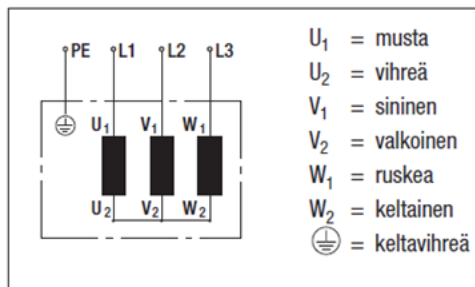 PE L1 L2 L3
U1 V1 W1
U2 V2 W2
U1 = musta
U2 = vihreä
V1 = sininen
V2 = valkoinen
W1 = ruskea
W2 = keltainen
= keltavihreä